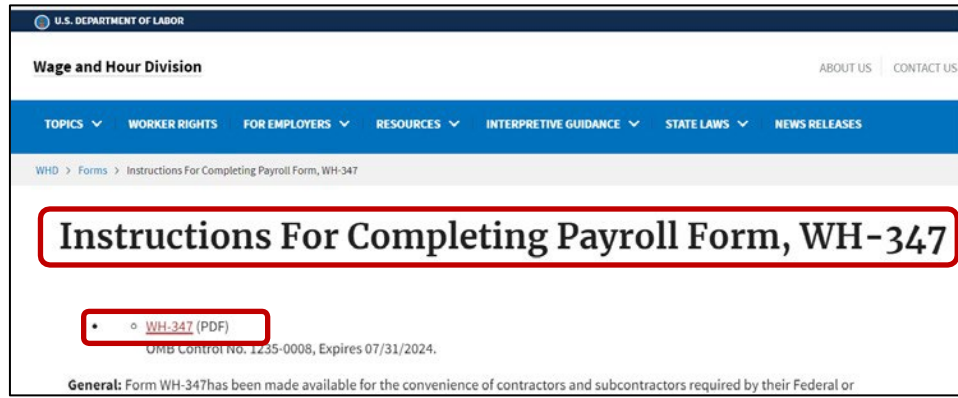 U.S. DEPARTMENT OF LABOR
Wage and Hour Division
ABOUT US CONTACT US
TOPICS WORKER RIGHTS FOR EMPLOYERS RESOURCES INTERPRETIVE GUIDANCE STATE LAWS NEWS RELEASES
WHD > Forms > Instructions For Completing Payroll Form, WH-347
Instructions For Completing Payroll Form, WH-347
WH-347 (PDF)
OMB Control No. 1235-0008, Expires 07/31/2024.
General: Form WH-347has been made available for the convenience of contractors and subcontractors required by their Federal or